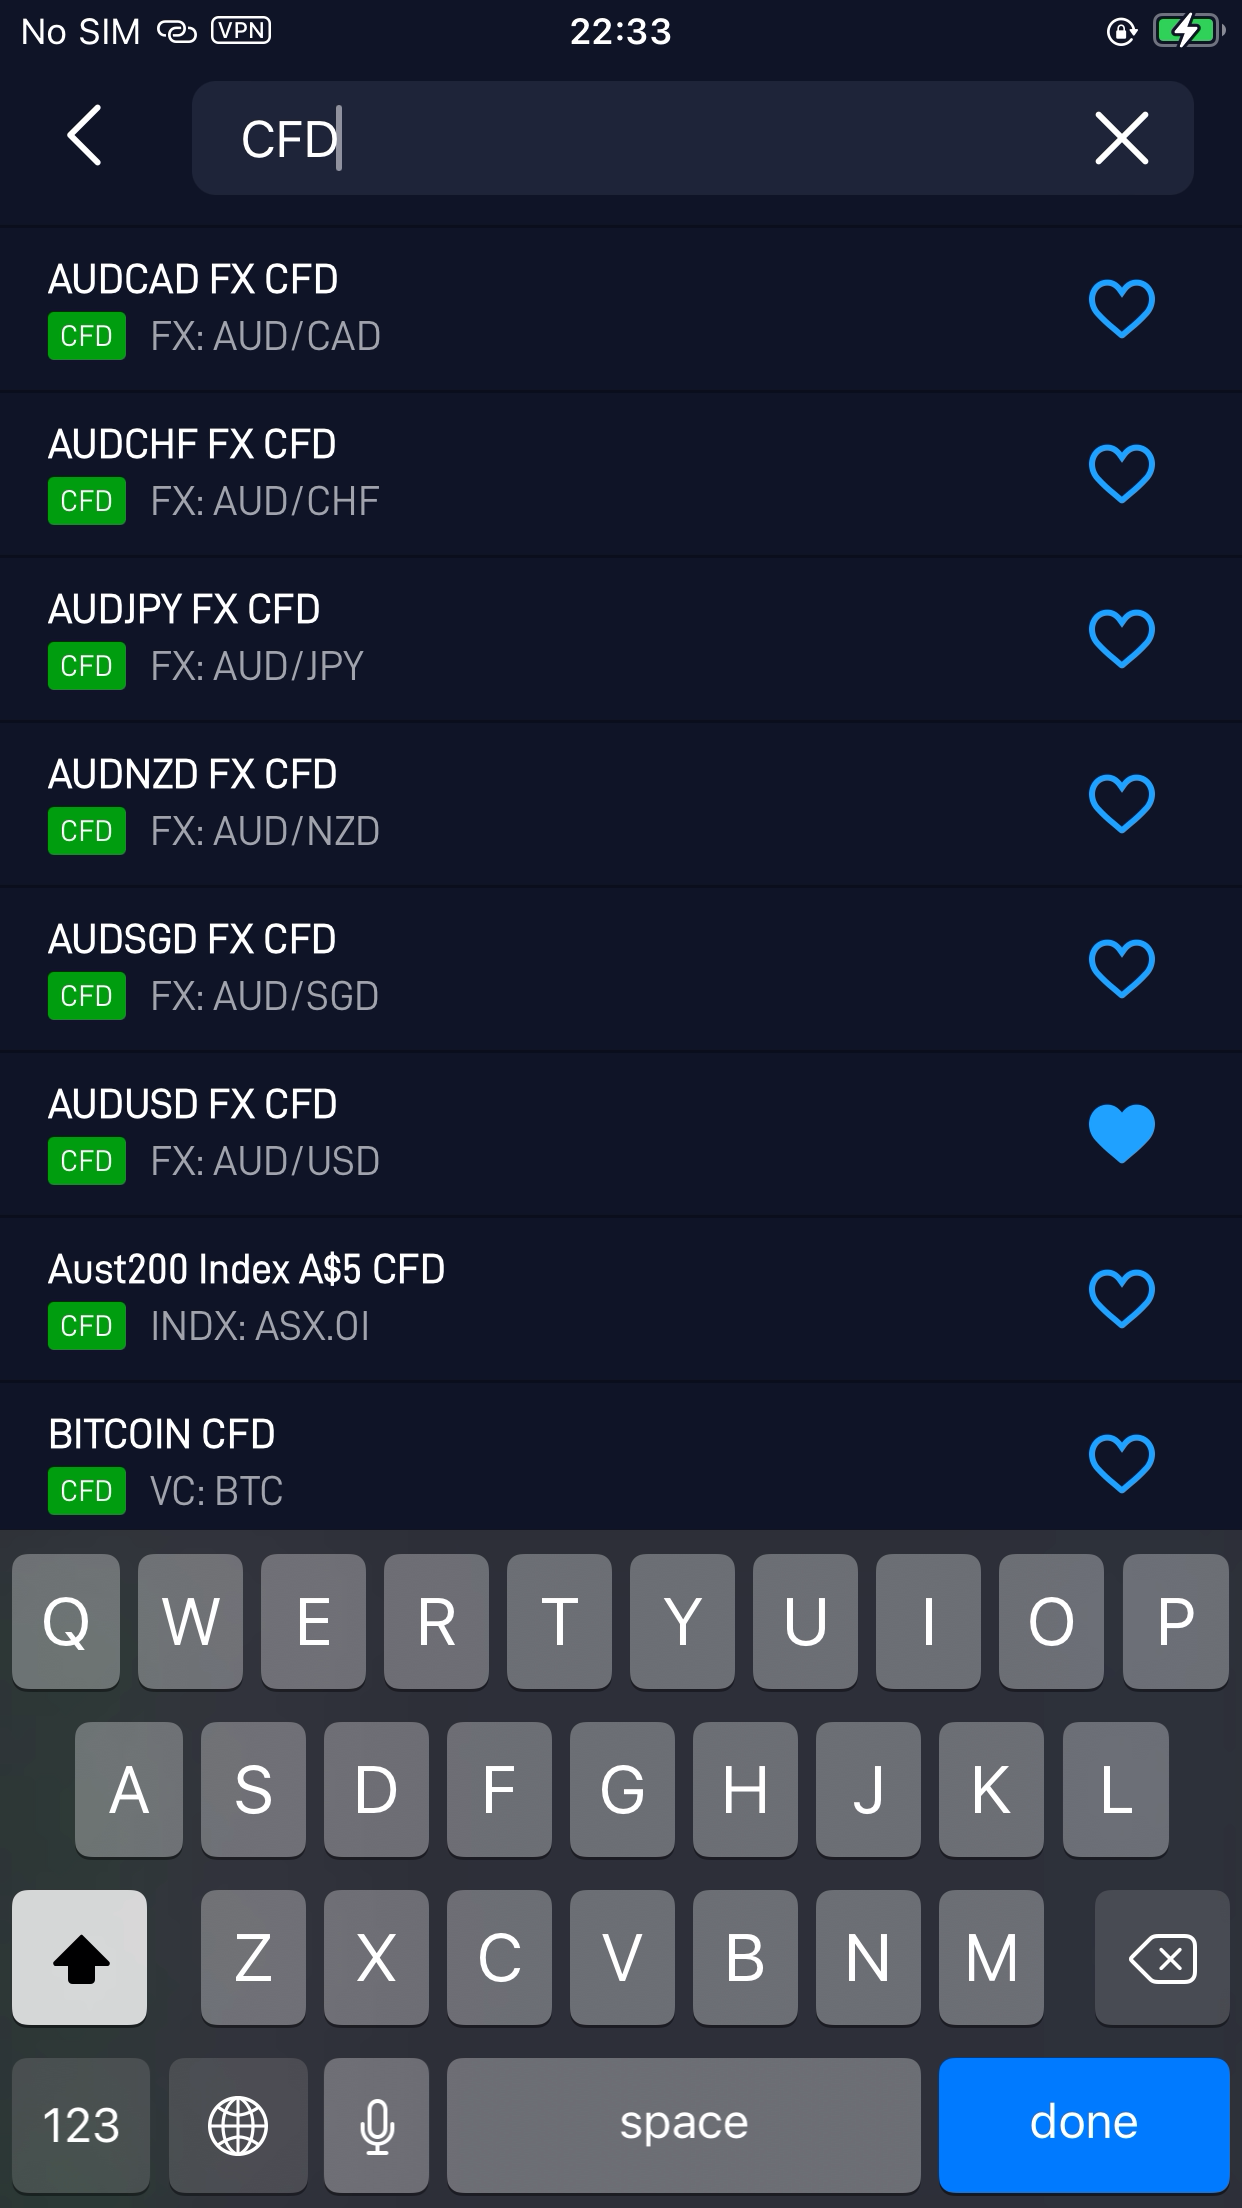 No SIM VPN 22:33
CFD
AUDCAD FX CFD
CFD FX: AUD/CAD
AUDCHF FX CFD
CFD FX: AUD/CHF
AUDJPY FX CFD
CFD FX: AUD/JPY
AUDNZD FX CFD
CFD FX: AUD/NZD
AUDSGD FX CFD
CFD FX: AUD/SGD
AUDUSD FX CFD
CFD FX: AUD/USD
Aust200 Index A$5 CFD
CFD INDX: ASX.OI
BITCOIN CFD
CFD VC: BTC
Q W E R T Y U I O P
A S D F G H J K L
Z X C V B N M
123 space done